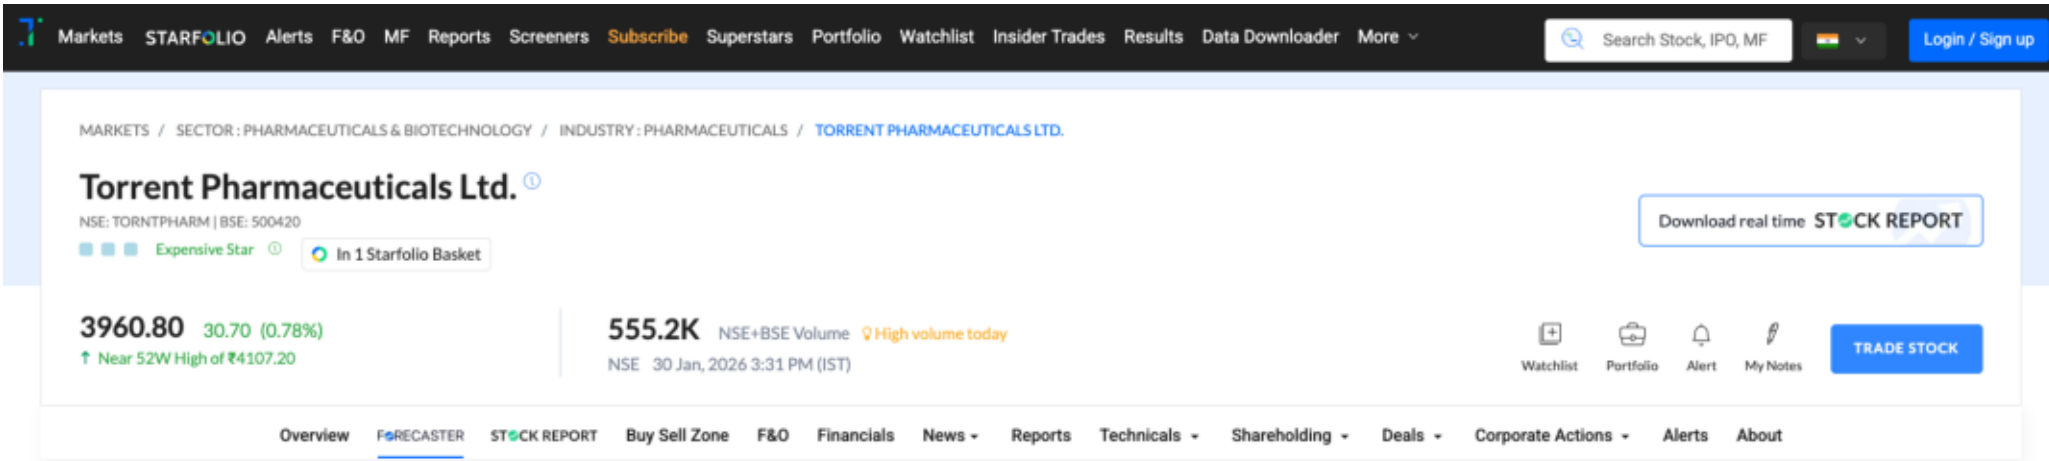 Markets STARFOLIO Alerts F&O MF Reports Screeners Subscribe Superstars Portfolio Watchlist Insider Trades Results Data Downloader More Search Stock, IPO, MF Login / Sign up
MARKETS / SECTOR : PHARMACEUTICALS & BIOTECHNOLOGY / INDUSTRY : PHARMACEUTICALS / TORRENT PHARMACEUTICALS LTD.
Torrent Pharmaceuticals Ltd.
NSE: TORNTPHARM | BSE: 500420
Expensive Star In 1 Starfolio Basket
Download real time STOCK REPORT
3960.80 30.70 (0.78%)
Near 52W High of ₹4107.20
555.2K NSE+BSE Volume High volume today
NSE 30 Jan, 2026 3:31 PM (IST)
Watchlist Portfolio Alert My Notes TRADE STOCK
Overview FORECASTER STOCK REPORT Buy Sell Zone F&O Financials News Reports Technicals Shareholding Deals Corporate Actions Alerts About